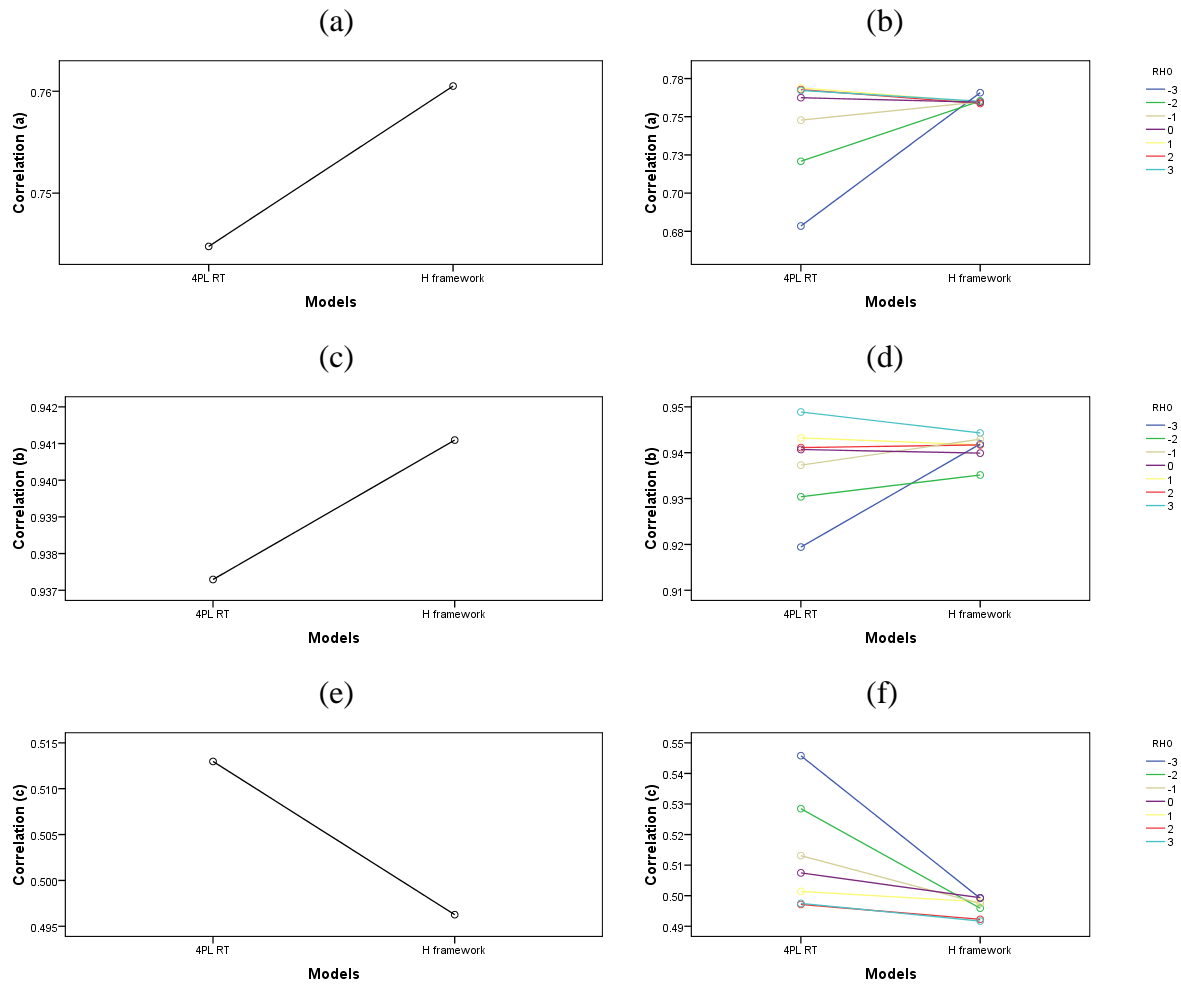 (a)
Correlation (a)
0.76
0.75
4PL RT
H framework
Models
(b)
Correlation (a)
0.78
0.75
0.73
0.70
0.68
4PL RT
H framework
Models
RHO
-3
-2
-1
0
1
2
3
(c)
Correlation (b)
0.942
0.941
0.940
0.939
0.938
0.937
4PL RT
H framework
Models
(d)
Correlation (b)
0.95
0.94
0.93
0.92
0.91
4PL RT
H framework
Models
RHO
-3
-2
-1
0
1
2
3
(e)
Correlation (c)
0.515
0.510
0.505
0.500
0.495
4PL RT
H framework
Models
(f)
Correlation (c)
0.55
0.54
0.53
0.52
0.51
0.50
0.49
4PL RT
H framework
Models
RHO
-3
-2
-1
0
1
2
3